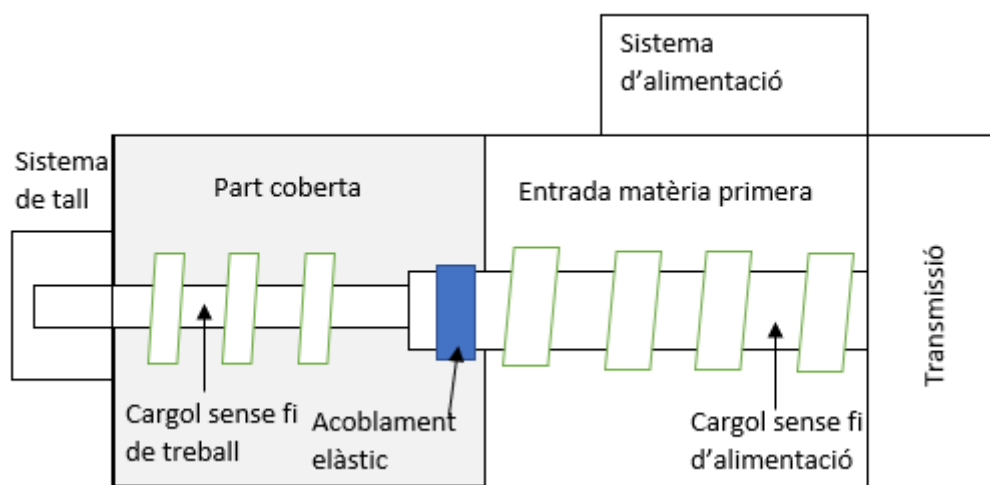 Sistema
d'alimentació
Sistema
de tall
Part coberta
Entrada matèria primera
Transmissió
Cargol sense fi
de treball
Acoblament
elàstic
Cargol sense fi
d'alimentació